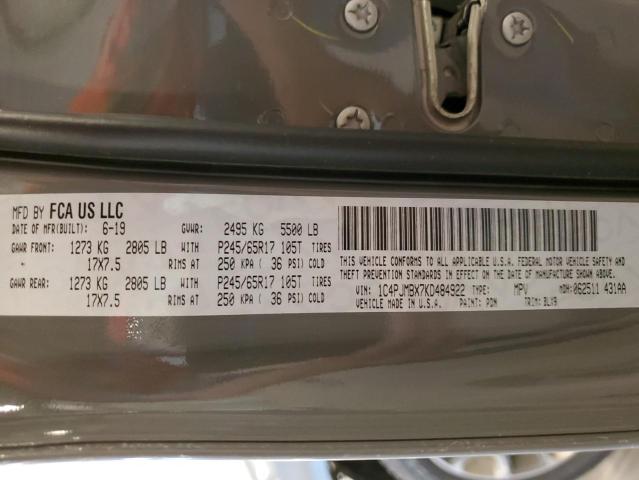 MFD BY FCA US LLC
DATE OF MFR(BUILT): 6-19 GVWR: 2495 KG 5500 LB
GAWR FRONT: 1273 KG 2805 LB WITH P245/65R17 105T TIRES
17X7.5 RIMS AT 250 KPA ( 36 PSI) COLD
GAWR REAR: 1273 KG 2805 LB WITH P245/65R17 105T TIRES
17X7.5 RIMS AT 250 KPA ( 36 PSI) COLD
THIS VEHICLE CONFORMS TO ALL APPLICABLE U.S.A. FEDERAL MOTOR VEHICLE SAFETY AND
THEFT PREVENTION STANDARDS IN EFFECT ON THE DATE OF MANUFACTURE SHOWN ABOVE.
VIN: 1C4PJMBX7KD484922 TYPE: MPV MDH: 062511 431AA
VEHICLE MADE IN U.S.A. PAINT: PDN TRIM: BLX9